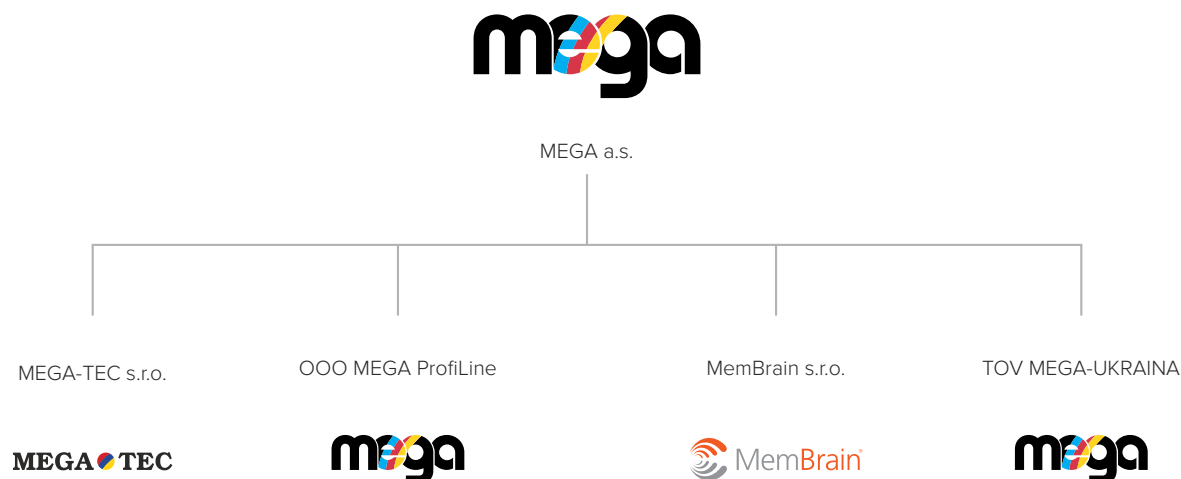 mega
MEGA a.s.
MEGA-TEC s.r.o.
OOO MEGA ProfiLine
MemBrain s.r.o.
TOV MEGA-UKRAINA
MEGA TEC
mega
MemBrain®
mega